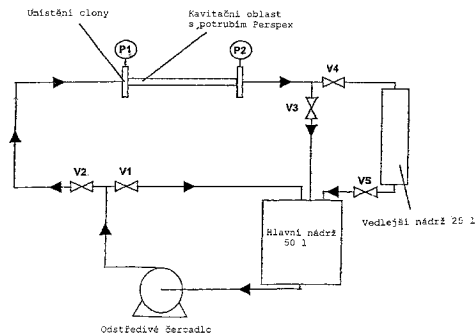 Umístění clony
Kavitační oblast
s potrubím Perspex
P1
P2
V4
V3
V2
V1
V5
Hlavní nádrž
50 l
Vedlejší nádrž 25 l
Odstředivé čerpadlo